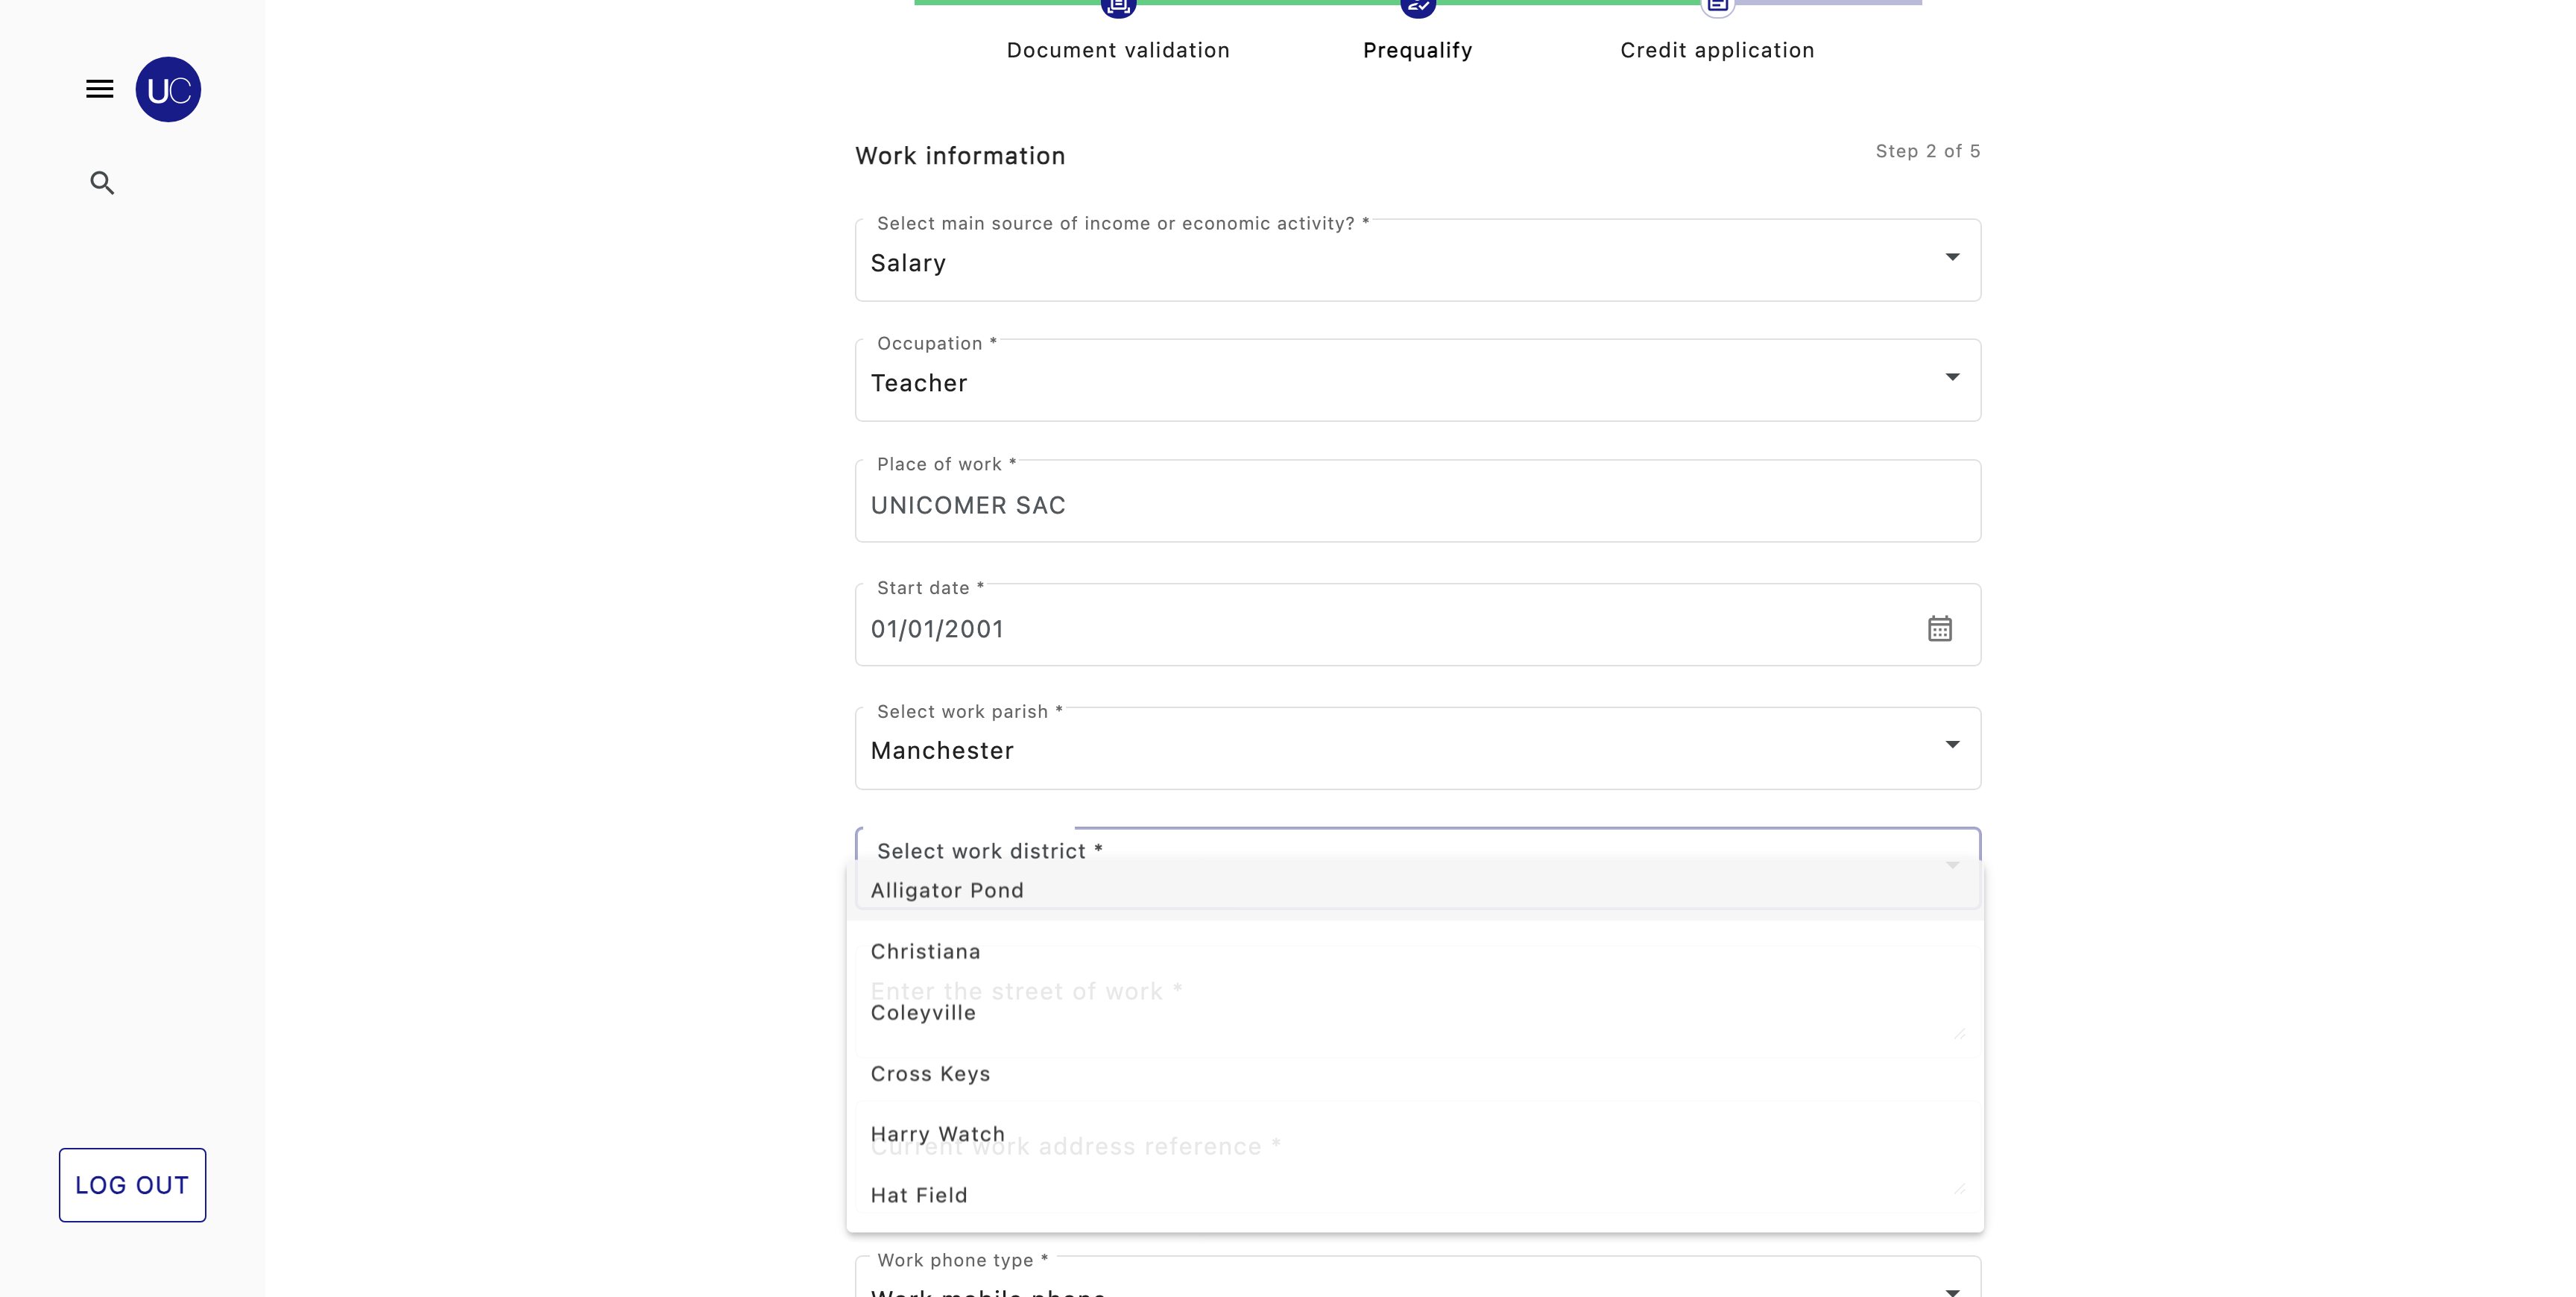 Document validation
Prequalify
Credit application
UC
Work information
Step 2 of 5
Select main source of income or economic activity? *
Salary
Occupation *
Teacher
Place of work *
UNICOMER SAC
Start date *
01/01/2001
Select work parish *
Manchester
Select work district *
Alligator Pond
Christiana
Enter the street of work *
Coleyville
Cross Keys
Harry Watch
Current work address reference *
Hat Field
LOG OUT
Work phone type *
Work mobile phone